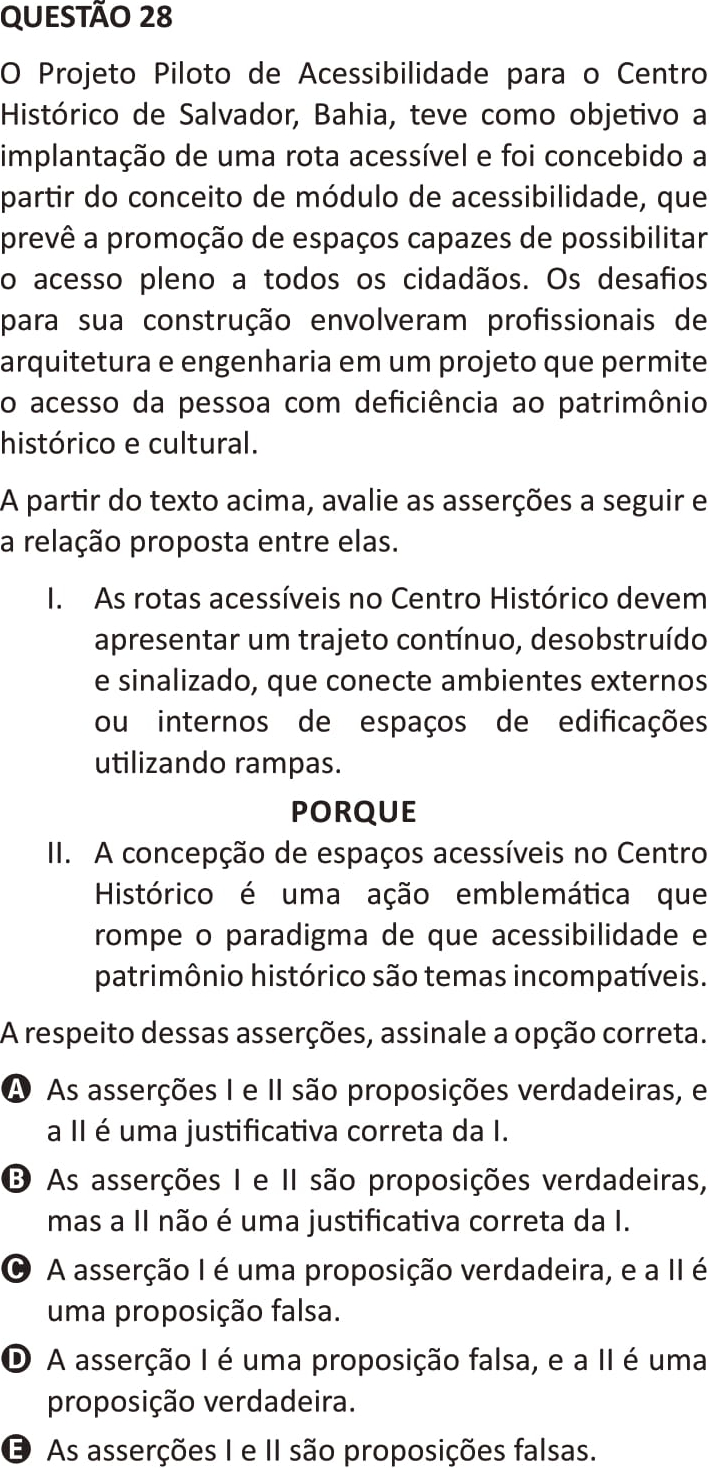 QUESTÃO 28
O Projeto Piloto de Acessibilidade para o Centro
Histórico de Salvador, Bahia, teve como objetivo a
implantação de uma rota acessível e foi concebido a
partir do conceito de módulo de acessibilidade, que
prevê a promoção de espaços capazes de possibilitar
o acesso pleno a todos os cidadãos. Os desafios
para sua construção envolveram profissionais de
arquitetura e engenharia em um projeto que permite
o acesso da pessoa com deficiência ao patrimônio
histórico e cultural.
A partir do texto acima, avalie as asserções a seguir e
a relação proposta entre elas.
I. As rotas acessíveis no Centro Histórico devem
apresentar um trajeto contínuo, desobstruído
e sinalizado, que conecte ambientes externos
ou internos de espaços de edificações
utilizando rampas.
PORQUE
II. A concepção de espaços acessíveis no Centro
Histórico é uma ação emblemática que
rompe o paradigma de que acessibilidade e
patrimônio histórico são temas incompatíveis.
A respeito dessas asserções, assinale a opção correta.
A As asserções I e II são proposições verdadeiras, e
a II é uma justificativa correta da I.
B As asserções I e II são proposições verdadeiras,
mas a II não é uma justificativa correta da I.
C A asserção I é uma proposição verdadeira, e a II é
uma proposição falsa.
D A asserção I é uma proposição falsa, e a II é uma
proposição verdadeira.
E As asserções I e II são proposições falsas.